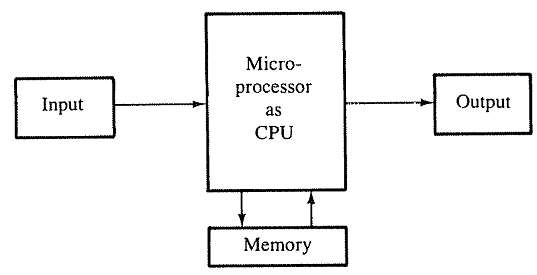 Input
Micro-
processor
as
CPU
Output
Memory